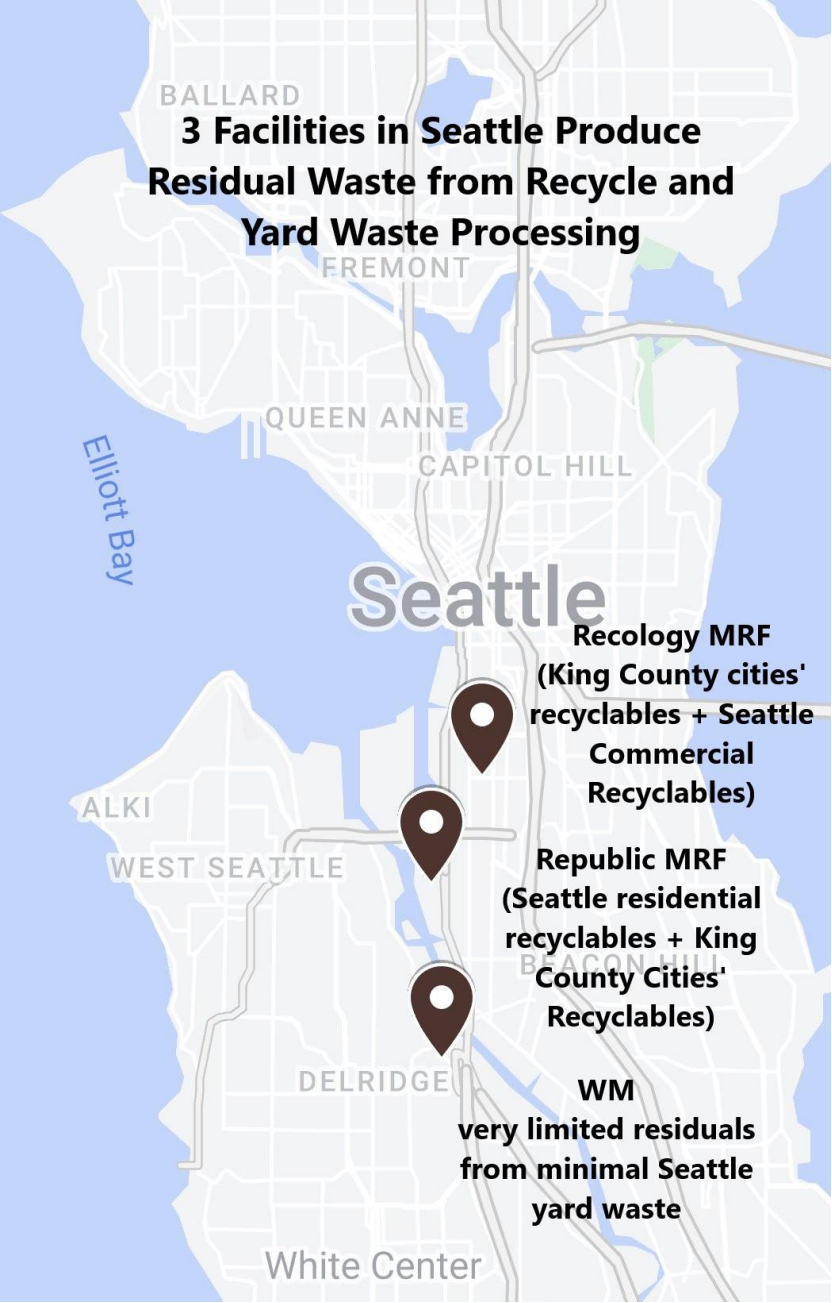 BALLARD
3 Facilities in Seattle Produce
Residual Waste from Recycle and
Yard Waste Processing
FREMONT
QUEEN ANNE
CAPITOL HILL
Elliott Bay
Seattle
Recology MRF
(King County cities'
recyclables + Seattle
Commercial
Recyclables)
ALKI
WEST SEATTLE
Republic MRF
(Seattle residential
recyclables + King
BEACON HILL
County Cities'
Recyclables)
DELRIDGE
WM
very limited residuals
from minimal Seattle
yard waste
White Center